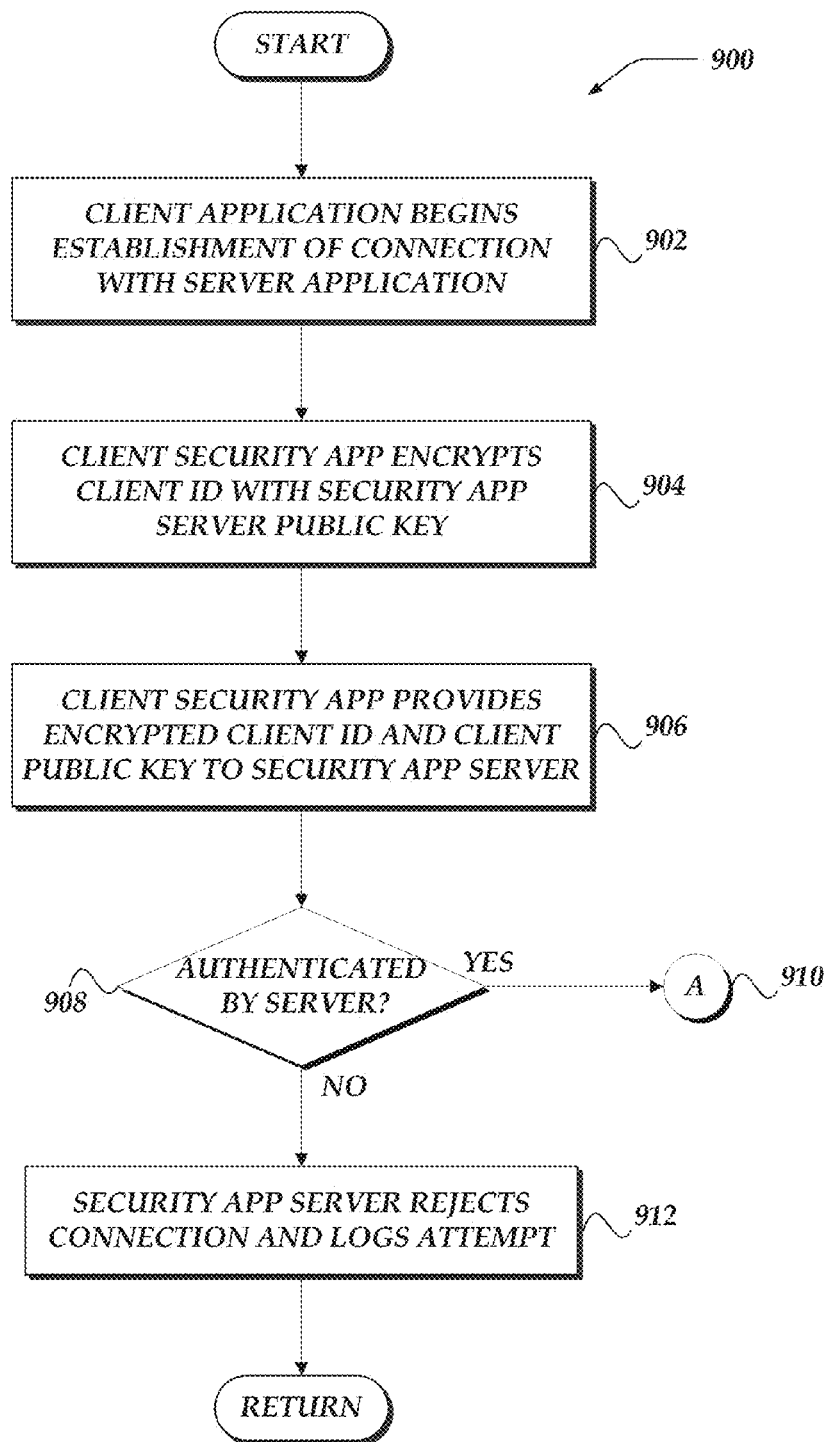 START
900
CLIENT APPLICATION BEGINS
ESTABLISHMENT OF CONNECTION
WITH SERVER APPLICATION
902
CLIENT SECURITY APP ENCRYPTS
CLIENT ID WITH SECURITY APP
SERVER PUBLIC KEY
904
CLIENT SECURITY APP PROVIDES
ENCRYPTED CLIENT ID AND CLIENT
PUBLIC KEY TO SECURITY APP SERVER
906
AUTHENTICATED
BY SERVER?
908
YES
A
910
NO
SECURITY APP SERVER REJECTS
CONNECTION AND LOGS ATTEMPT
912
RETURN